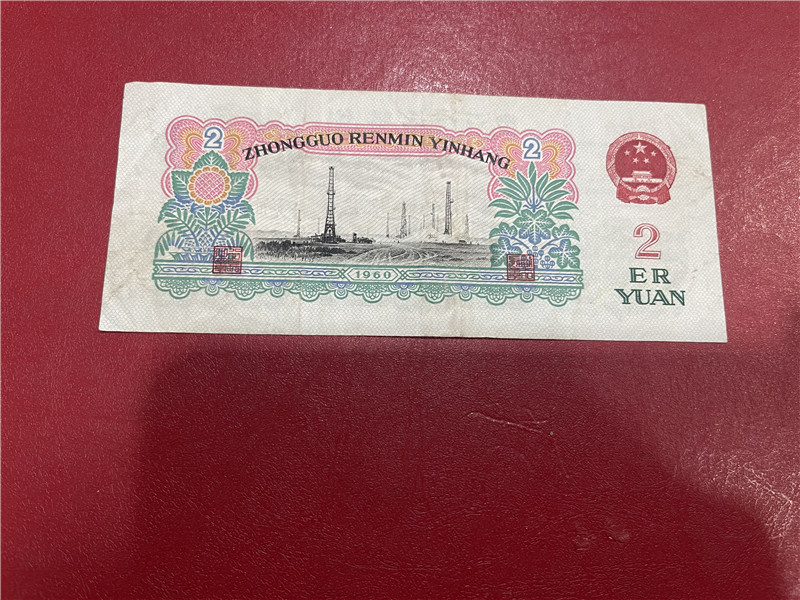 2
ZHONGGUO RENMIN YINHANG
2
1960
2
ER
YUAN